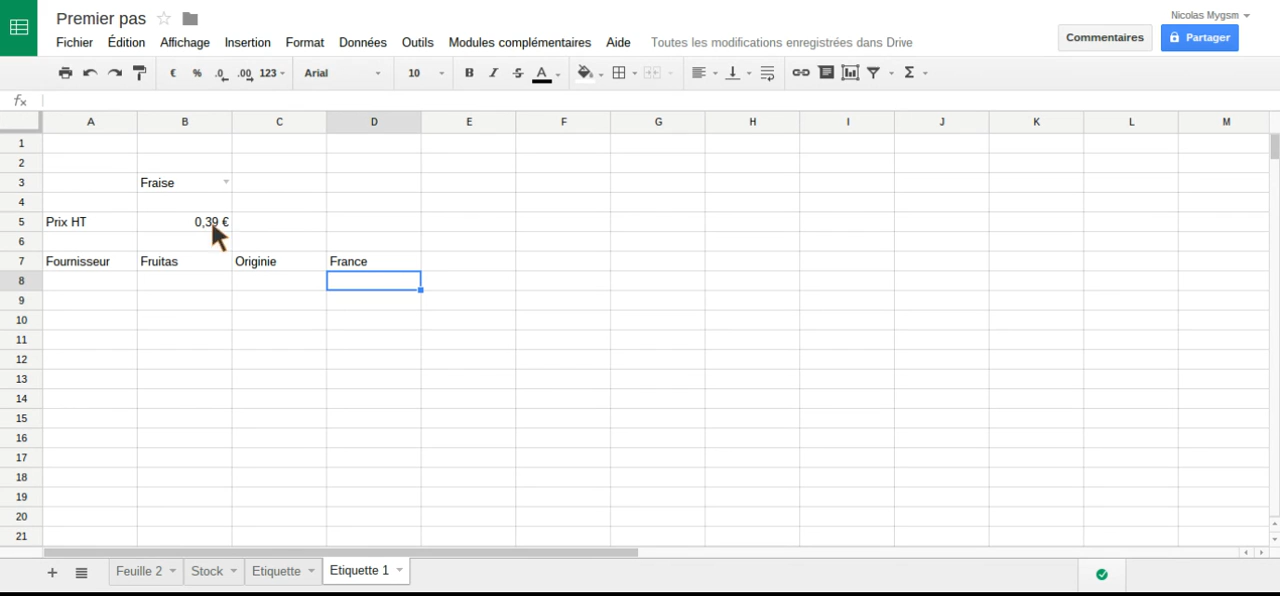 Premier pas
Nicolas Mygsm
Fichier Édition Affichage Insertion Format Données Outils Modules complémentaires Aide Toutes les modifications enregistrées dans Drive
Commentaires Partager
€ % .0 .00 123 Arial 10 B I S A Σ
fx
A B C D E F G H I J K L M
1
2
3 Fraise
4
5 Prix HT 0,39 €
6
7 Fournisseur Fruitas Originie France
8
9
10
11
12
13
14
15
16
17
18
19
20
21
Feuille 2 Stock Etiquette Etiquette 1